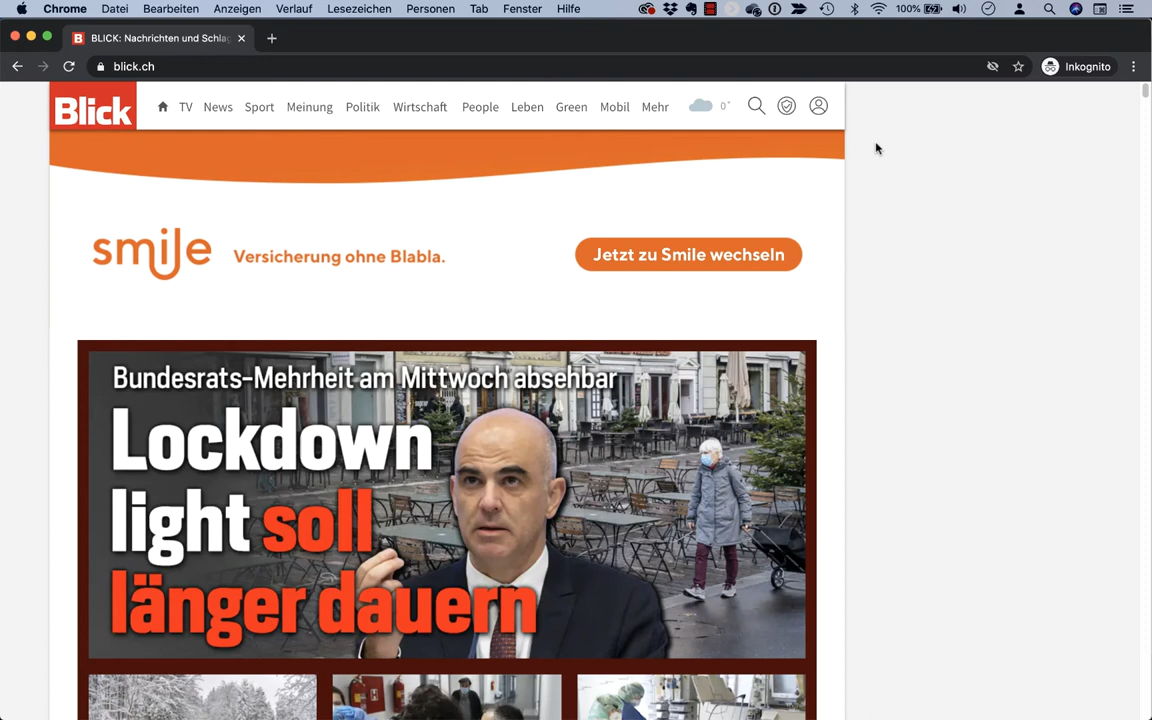 Chrome Datei Bearbeiten Anzeigen Verlauf Lesezeichen Personen Tab Fenster Hilfe 100%
BLICK: Nachrichten und Schlag
blick.ch Inkognito
Blick TV News Sport Meinung Politik Wirtschaft People Leben Green Mobil Mehr 0°
smile Versicherung ohne Blabla. Jetzt zu Smile wechseln
Bundesrats-Mehrheit am Mittwoch absehbar
Lockdown
light soll
länger dauern